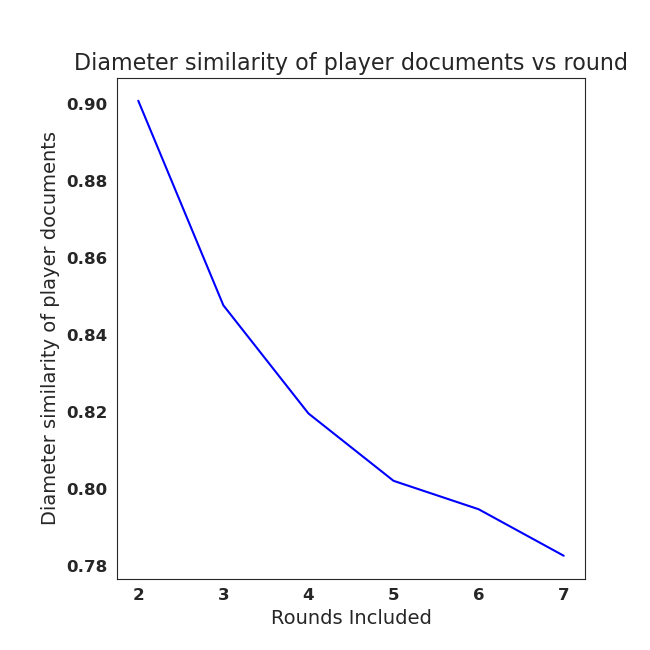 Diameter similarity of player documents vs round
Diameter similarity of player documents
0.90
0.88
0.86
0.84
0.82
0.80
0.78
2 3 4 5 6 7
Rounds Included